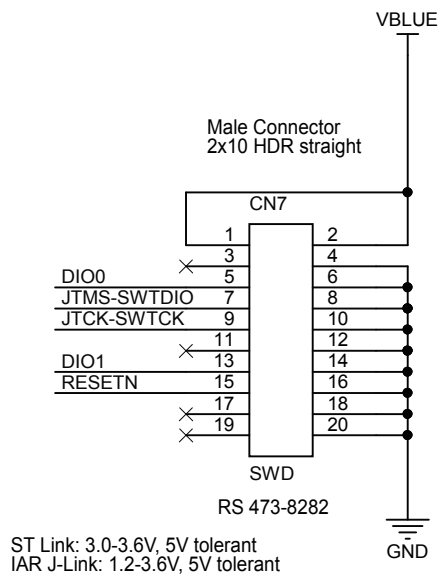 VBLUE
Male Connector
2x10 HDR straight
CN7
1 2
3 4
DIO0 5 6
JTMS-SWTDIO 7 8
JTCK-SWTCK 9 10
11 12
DIO1 13 14
RESETN 15 16
17 18
19 20
SWD
RS 473-8282
GND
ST Link: 3.0-3.6V, 5V tolerant
IAR J-Link: 1.2-3.6V, 5V tolerant